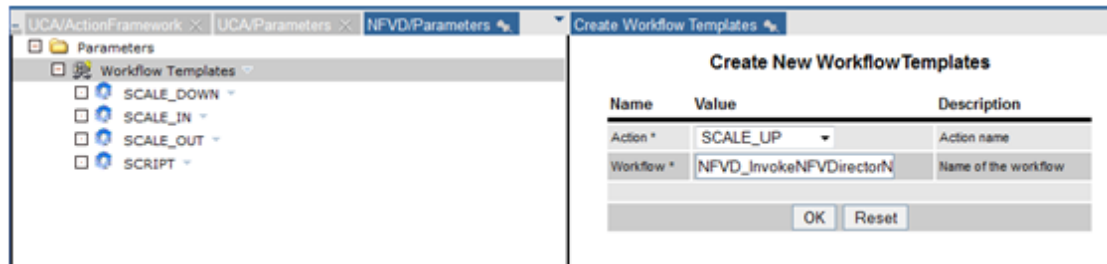 UCA/ActionFramework
UCA/Parameters
NFVD/Parameters
Create Workflow Templates
Parameters
Workflow Templates
SCALE_DOWN
SCALE_IN
SCALE_OUT
SCRIPT
Create New WorkflowTemplates
Name Value Description
Action * SCALE_UP Action name
Workflow * NFVD_InvokeNFVDirectorN Name of the workflow
OK Reset